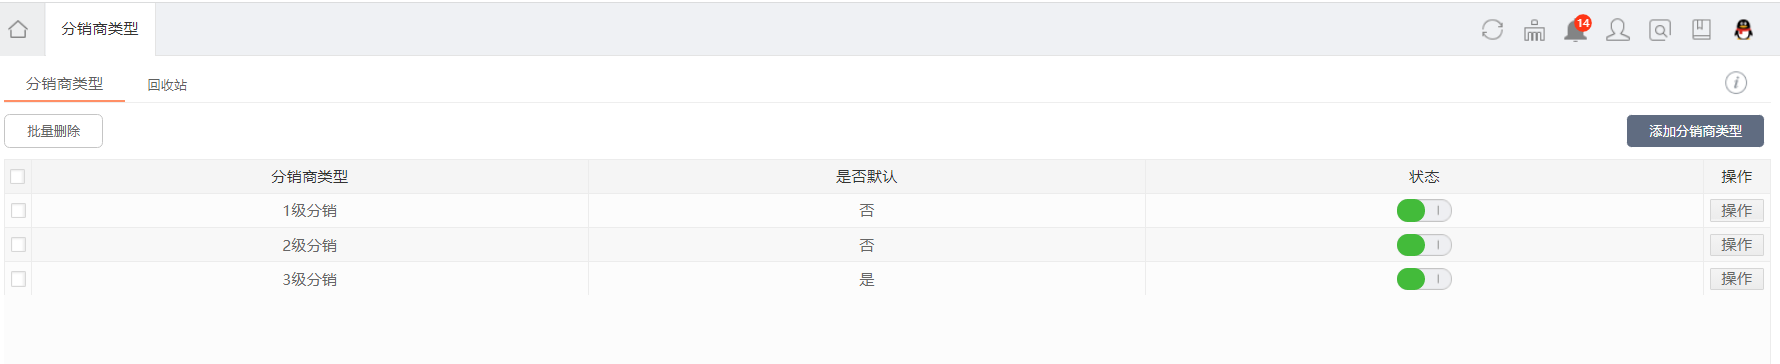 分销商类型
14
分销商类型 回收站
批量删除 添加分销商类型
分销商类型 是否默认 状态 操作
1级分销 否 操作
2级分销 否 操作
3级分销 是 操作